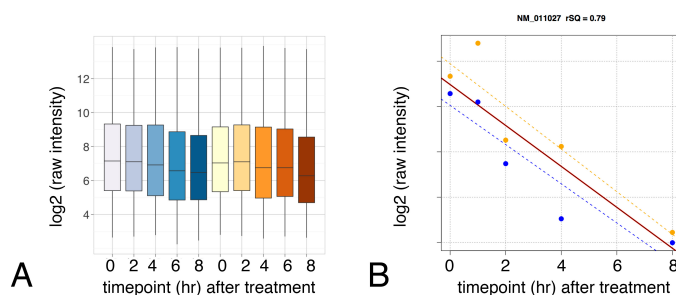 NM_011027 rSQ = 0.79
log2 (raw intensity)
12
10
8
6
4
0 2 4 6 8 0 2 4 6 8
timepoint (hr) after treatment
A
log2 (raw intensity)
0 2 4 6 8
timepoint (hr) after treatment
B